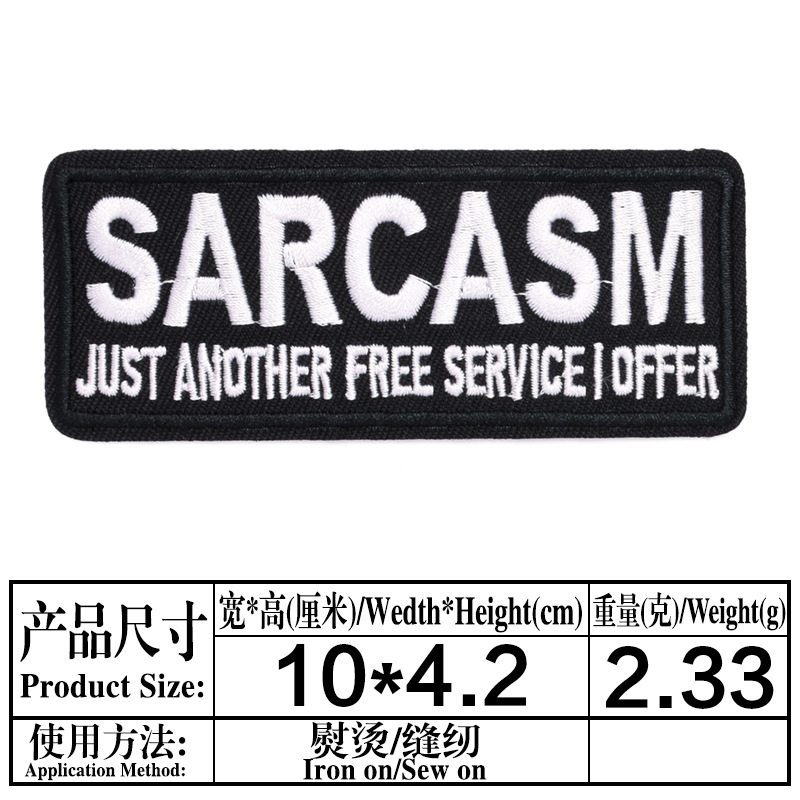 SARCASM
JUST ANOTHER FREE SERVICE I OFFER
产品尺寸
Product Size:
宽*高(厘米)/Wedth*Height(cm)
重量(克)/Weight(g)
10*4.2
2.33
使用方法:
Application Method:
熨烫/缝纫
Iron on/Sew on